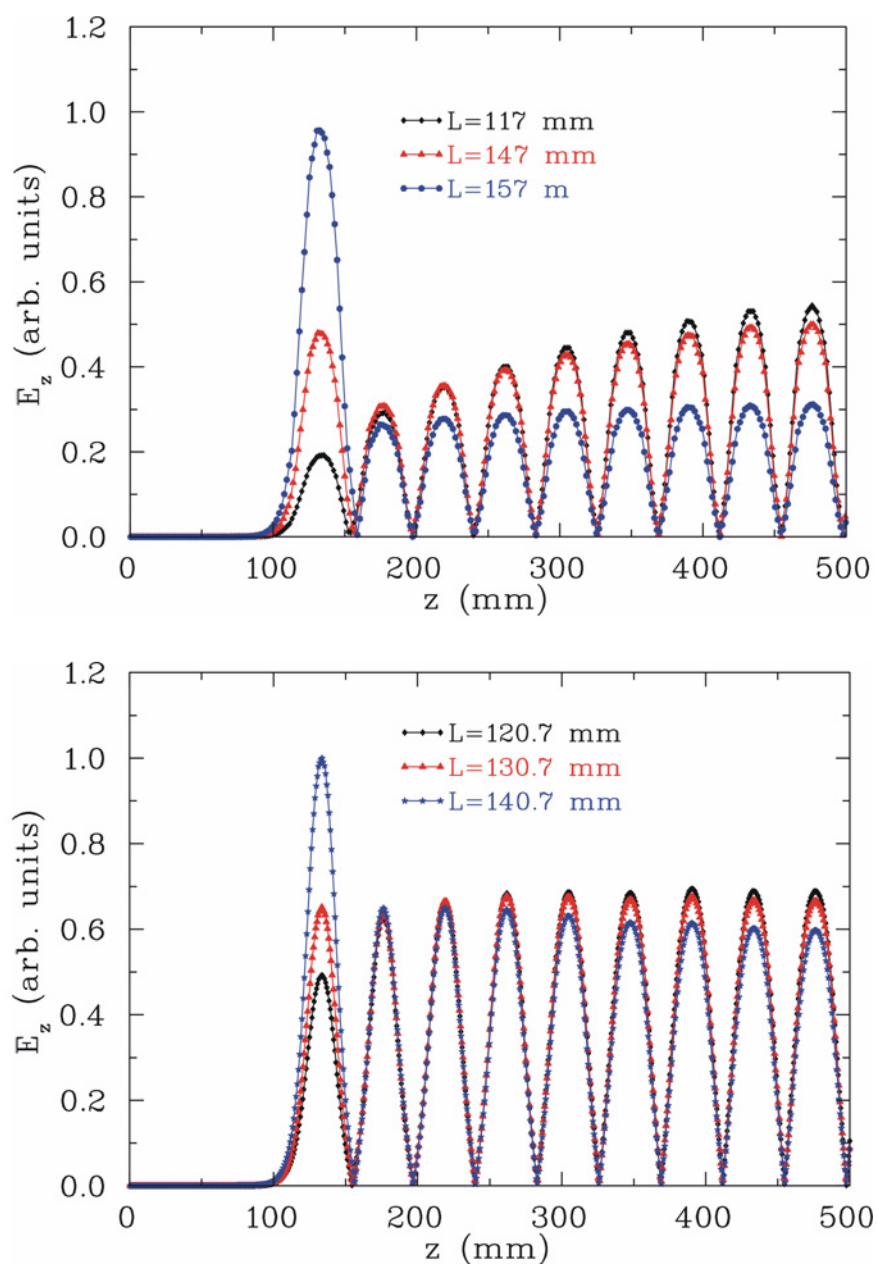 1.2
1.0
0.8
0.6
0.4
0.2
0.0
E_z (arb. units)
L=117 mm
L=147 mm
L=157 m
0 100 200 300 400 500
z (mm)
1.2
1.0
0.8
0.6
0.4
0.2
0.0
E_z (arb. units)
L=120.7 mm
L=130.7 mm
L=140.7 mm
0 100 200 300 400 500
z (mm)